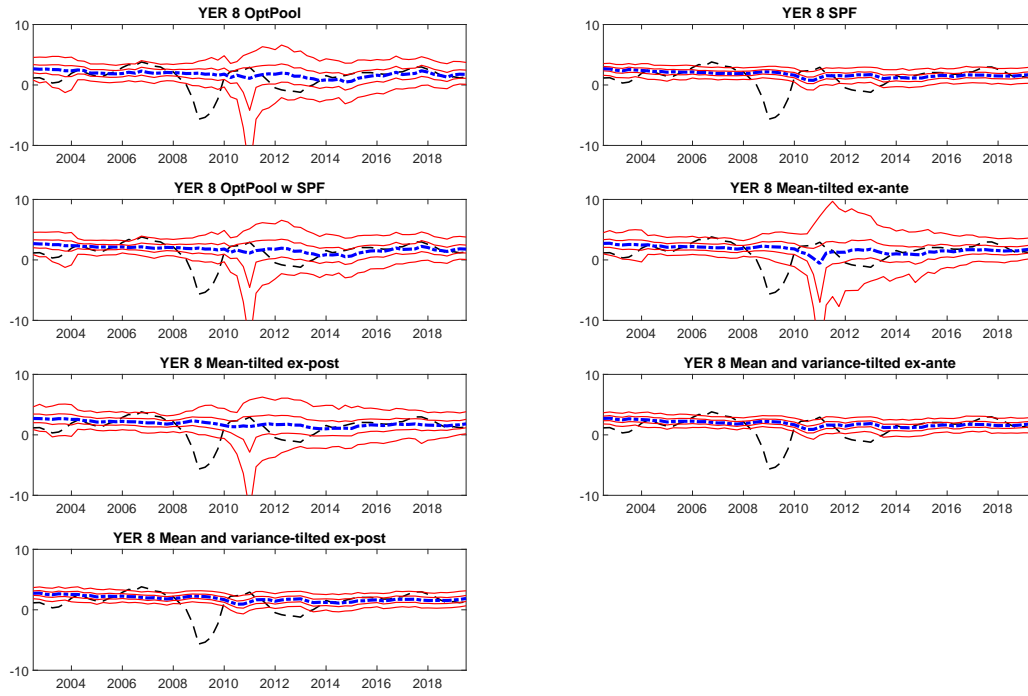 YER 8 OptPool
10
0
-10
2004 2006 2008 2010 2012 2014 2016 2018
YER 8 SPF
10
0
-10
2004 2006 2008 2010 2012 2014 2016 2018
YER 8 OptPool w SPF
10
0
-10
2004 2006 2008 2010 2012 2014 2016 2018
YER 8 Mean-tilted ex-ante
10
0
-10
2004 2006 2008 2010 2012 2014 2016 2018
YER 8 Mean-tilted ex-post
10
0
-10
2004 2006 2008 2010 2012 2014 2016 2018
YER 8 Mean and variance-tilted ex-ante
10
0
-10
2004 2006 2008 2010 2012 2014 2016 2018
YER 8 Mean and variance-tilted ex-post
10
0
-10
2004 2006 2008 2010 2012 2014 2016 2018